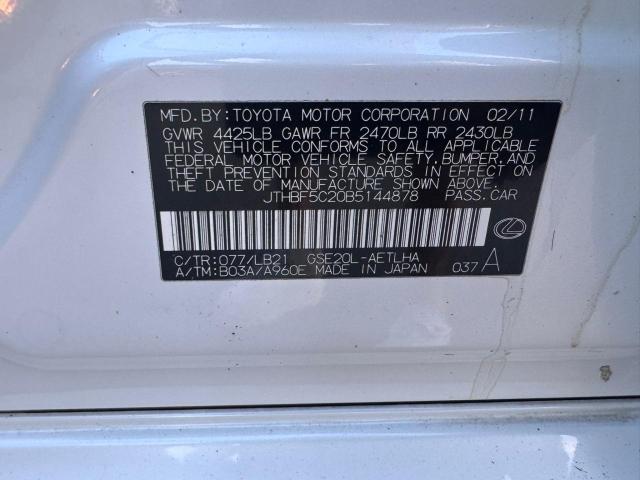 MFD.BY:TOYOTA MOTOR CORPORATION 02/11
GVWR 4425LB GAWR FR 2470LB RR 2430LB
THIS VEHICLE CONFORMS TO ALL APPLICABLE
FEDERAL MOTOR VEHICLE SAFETY,BUMPER,AND
THEFT PREVENTION STANDARDS IN EFFECT ON
THE DATE OF MANUFACTURE SHOWN ABOVE.
JTHBF5C20B5144878 PASS.CAR
C/TR:077/LB21 GSE20L-AETLHA
A/TM:B03A/A960E MADE IN JAPAN 037 A